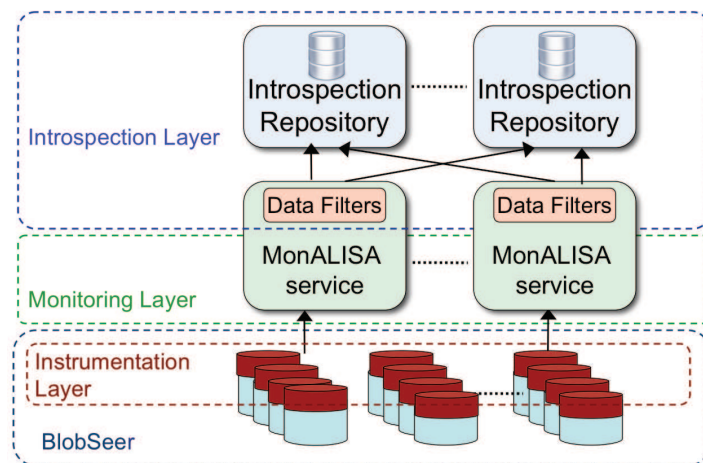 Introspection
Repository
Introspection
Repository
Introspection Layer
Data Filters
Data Filters
MonALISA
service
MonALISA
service
Monitoring Layer
Instrumentation
Layer
BlobSeer